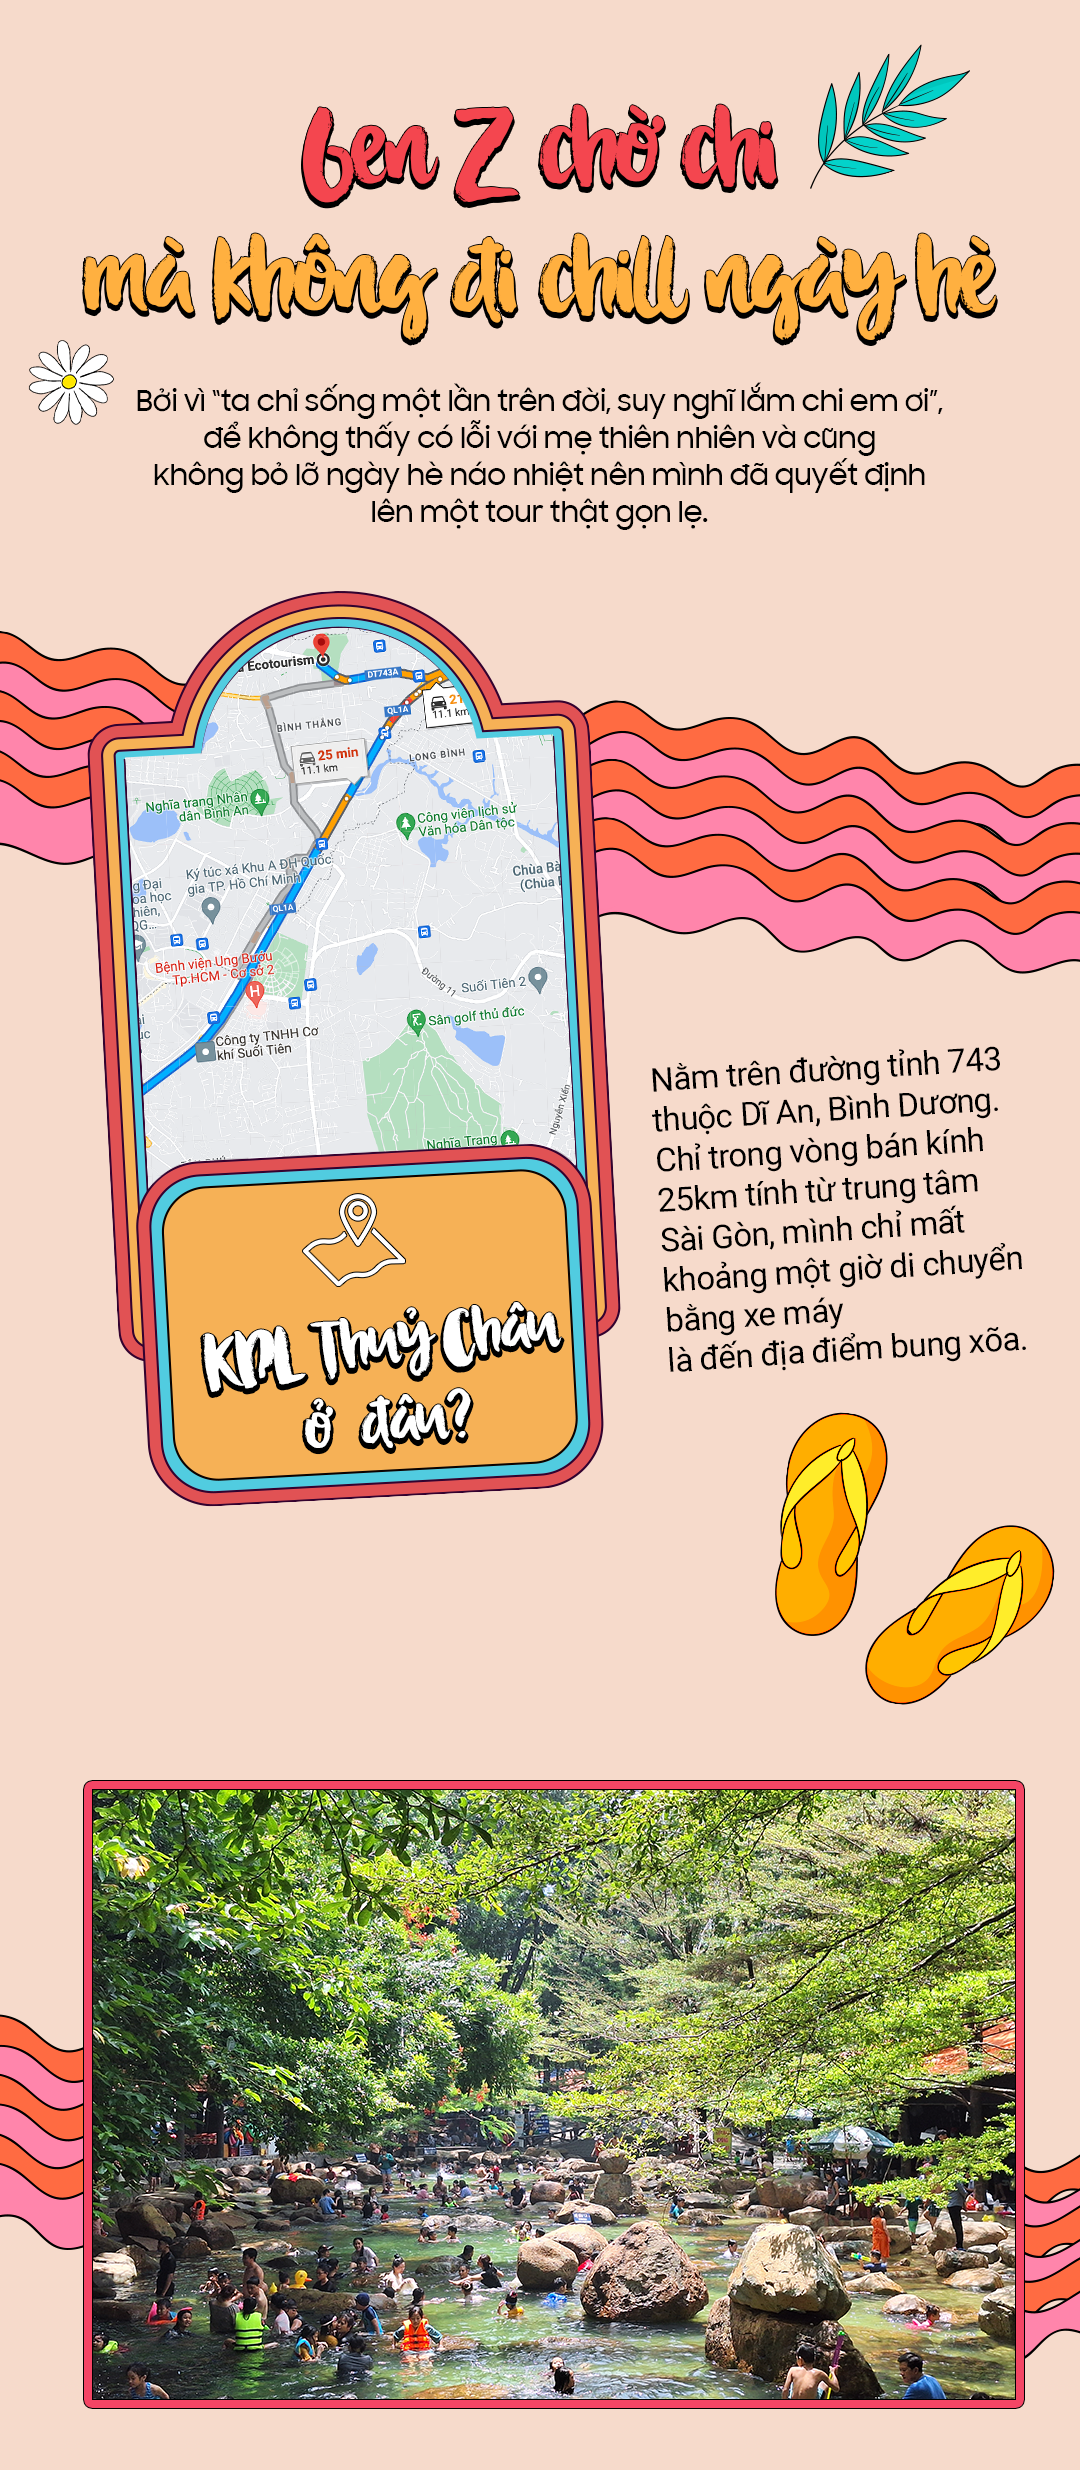 Gen Z chờ chi
mà không đi chill ngày hè
Bởi vì “ta chỉ sống một lần trên đời, suy nghĩ lắm chi em ơi”,
để không thấy có lỗi với mẹ thiên nhiên và cũng
không bỏ lỡ ngày hè náo nhiệt nên mình đã quyết định
lên một tour thật gọn lẹ.
Ecotourism
DT743A
QL1A
11.1 km
BÌNH THẮNG
25 min
11.1 km
LONG BÌNH
Nghĩa trang Nhân
dân Bình An
Công viên lịch sử
Văn hóa Dân tộc
Ký túc xá Khu A ĐH Quốc
gia TP. Hồ Chí Minh
Chùa
(Chùa
QL1A
Bệnh viện Ung Bướu
Tp.HCM - Cơ sở 2
Đường 11
Suối Tiên 2
Sân golf thủ đức
Công ty TNHH Cơ
khí Suối Tiên
Nguyễn Xiển
Nghĩa Trang
KDL Thuỷ Châu
ở đâu?
Nằm trên đường tỉnh 743
thuộc Dĩ An, Bình Dương.
Chỉ trong vòng bán kính
25km tính từ trung tâm
Sài Gòn, mình chỉ mất
khoảng một giờ di chuyển
bằng xe máy
là đến địa điểm bung xõa.